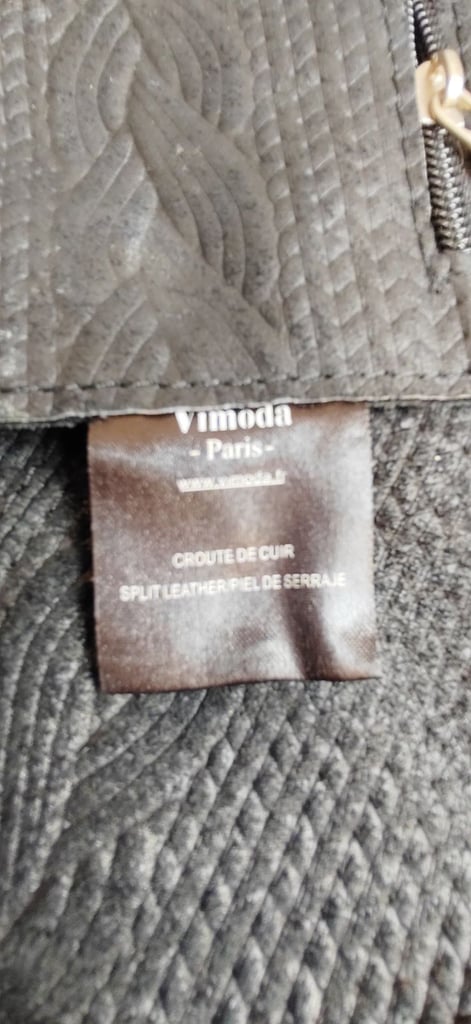 Vimoda
- Paris -
www.vimoda.fr
CROUTE DE CUIR
SPLIT LEATHER/PIEL DE SERRAJE